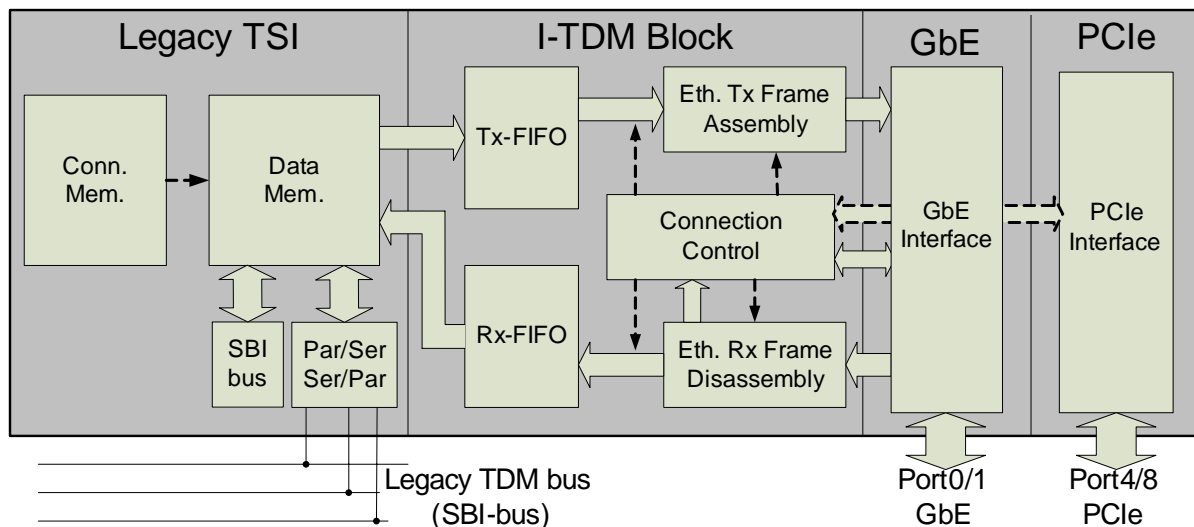 Legacy TSI
I-TDM Block
GbE
PCIe
Conn.
Mem.
Data
Mem.
Tx-FIFO
Eth. Tx Frame
Assembly
Connection
Control
GbE
Interface
PCIe
Interface
SBI
bus
Par/Ser
Ser/Par
Rx-FIFO
Eth. Rx Frame
Disassembly
Legacy TDM bus
(SBI-bus)
Port0/1
GbE
Port4/8
PCIe